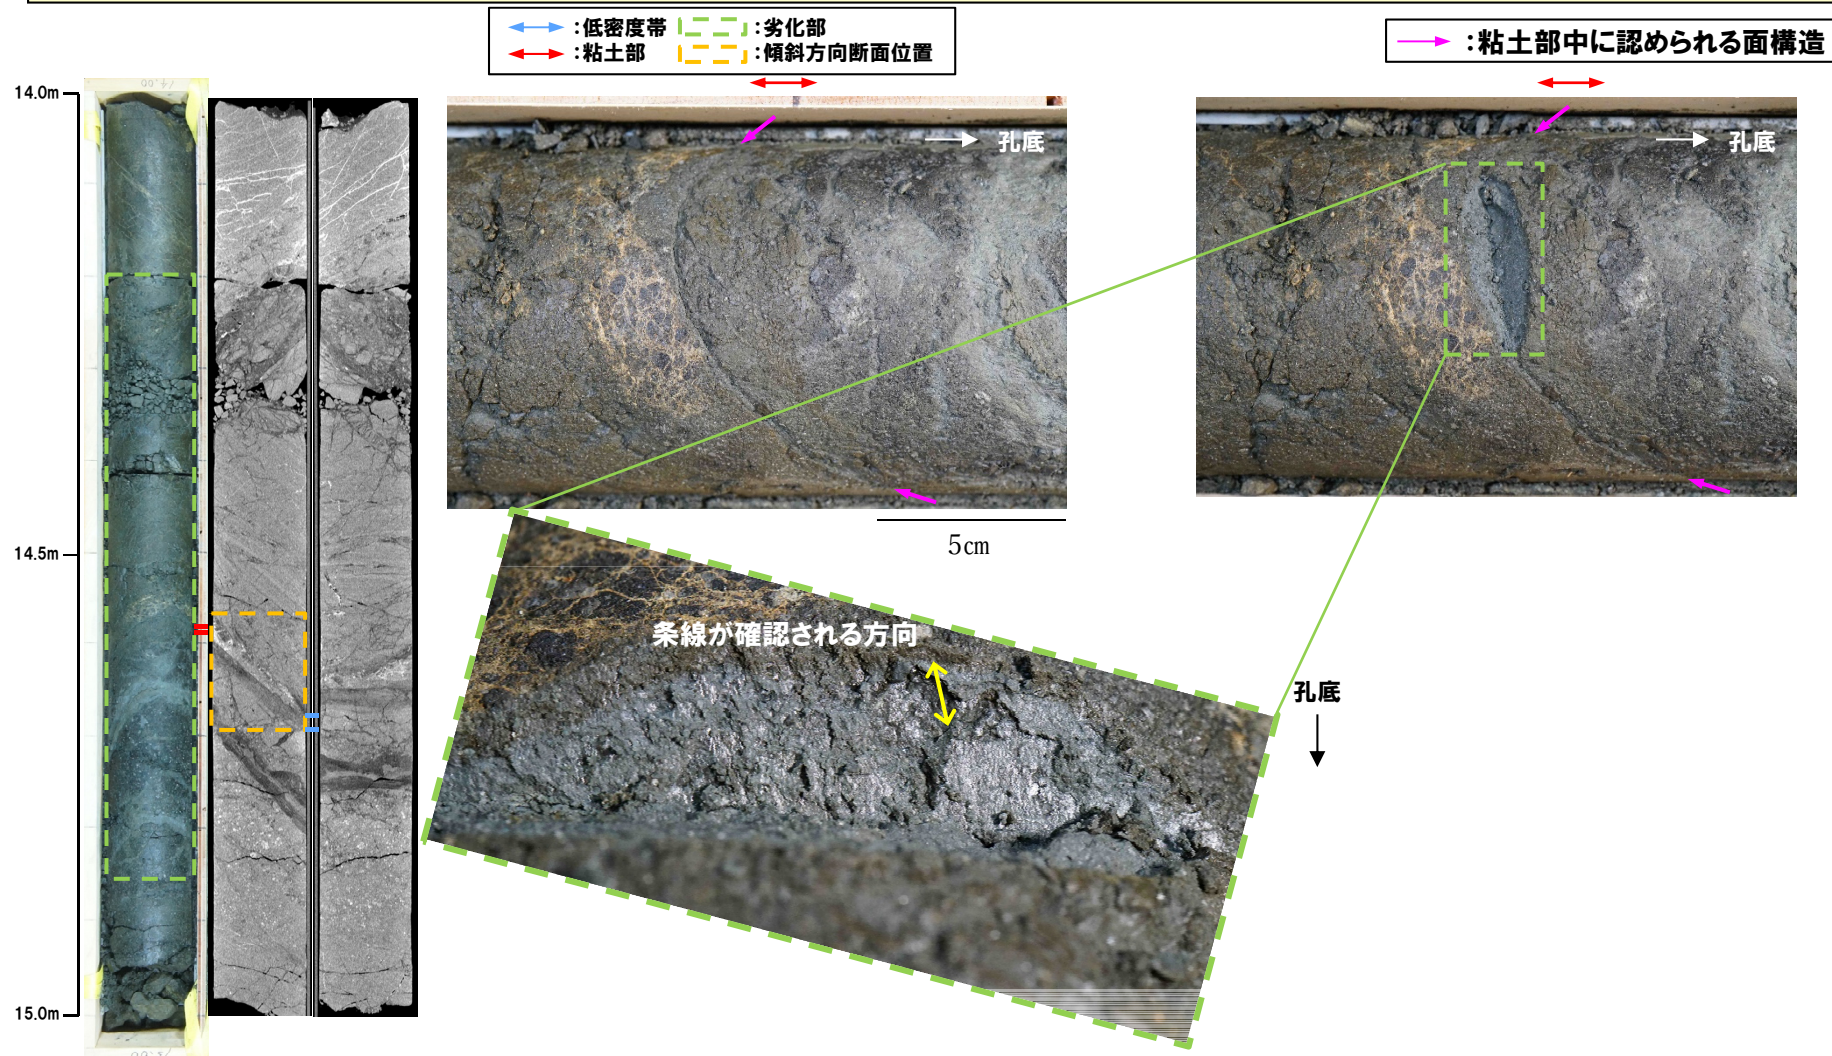 :低密度帯 :劣化部
:粘土部 :傾斜方向断面位置
:粘土部中に認められる面構造
14.0m
孔底
孔底
5cm
14.5m
条線が確認される方向
孔底
15.0m